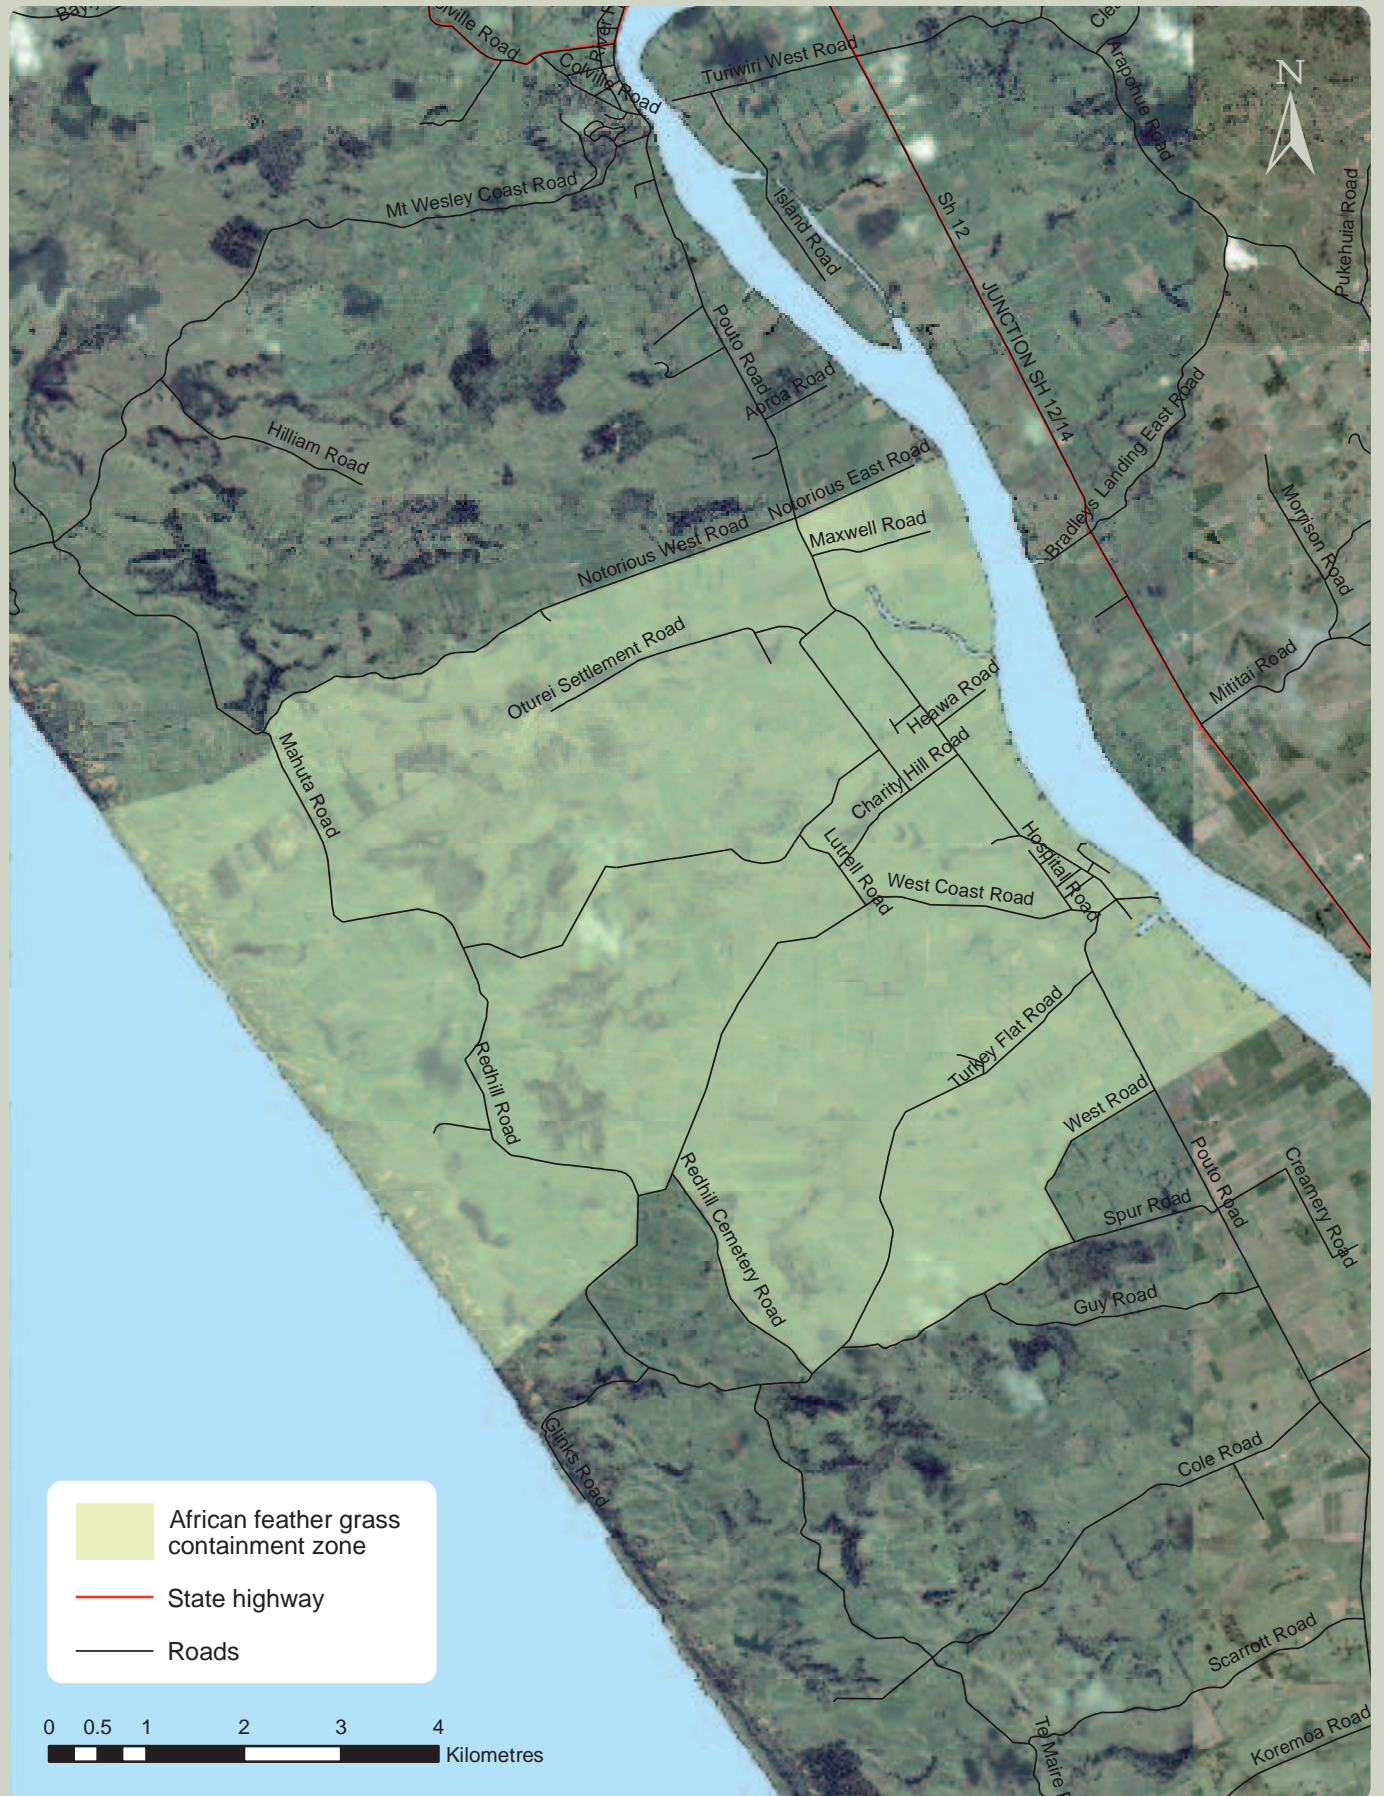 Colville Road
River
Colville Road
Turiwiri West Road
Arapohue Road
N
Pukehuia Road
Mt Wesley Coast Road
Island Road
Sh 12
JUNCTION SH 12/14
Pouto Road
Aoroa Road
Bradleys Landing East Road
Hilliam Road
Notorious East Road
Notorious West Road
Maxwell Road
Morrison Road
Mititai Road
Oturei Settlement Road
Heawa Road
Mahuta Road
Charity Hill Road
Lutrell Road
Hospital Road
West Coast Road
Turkey Flat Road
Redhill Road
West Road
Pouto Road
Creamery Road
Redhill Cemetery Road
Spur Road
Guy Road
Glinks Road
Cole Road
Scarrott Road
Te Maire
Koremoa Road
African feather grass
containment zone
State highway
Roads
0 0.5 1 2 3 4
Kilometres